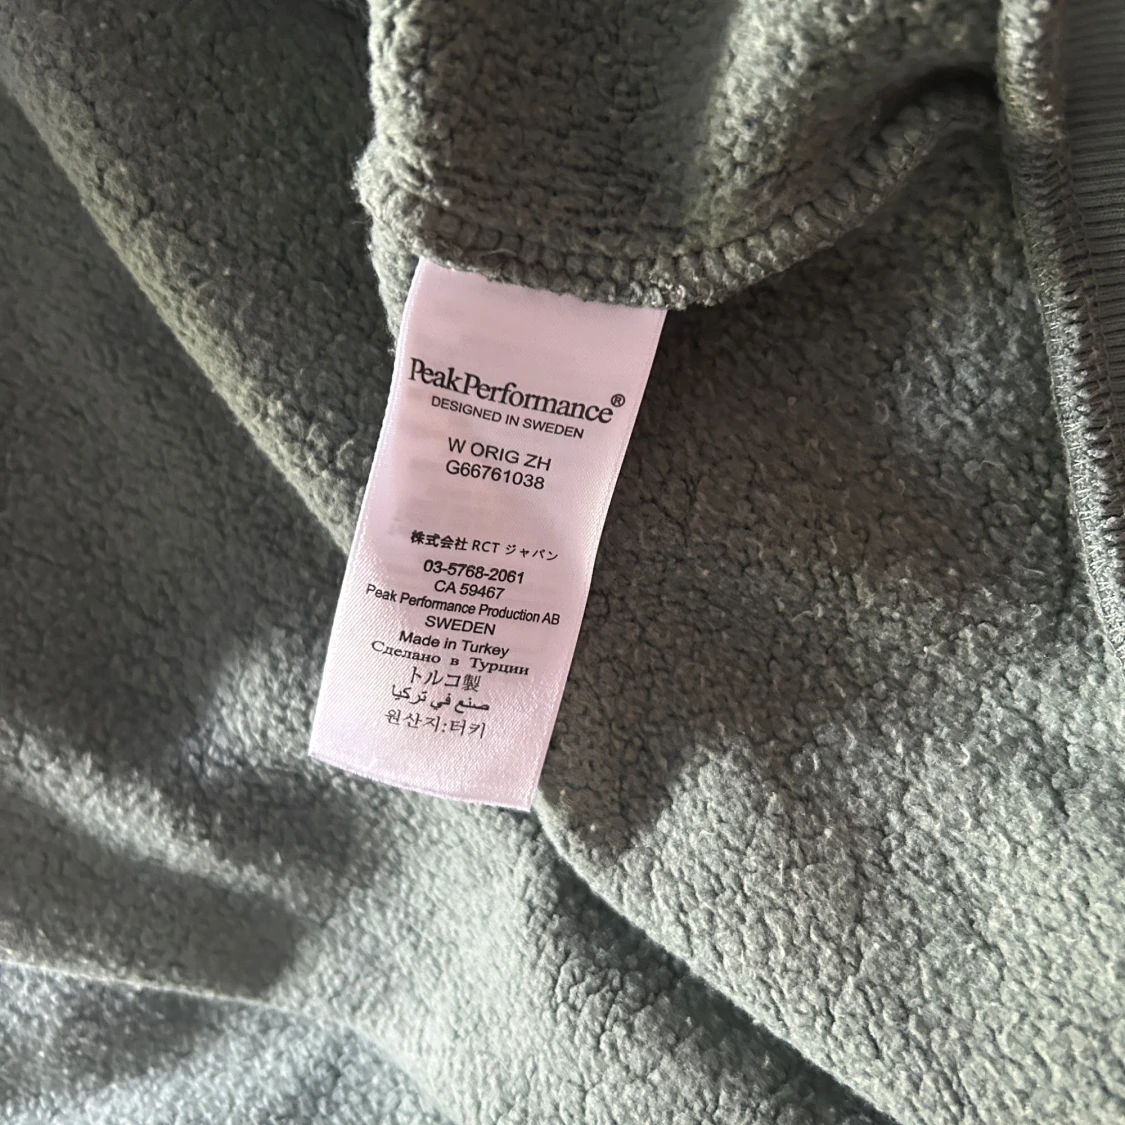 PeakPerformance®
DESIGNED IN SWEDEN
W ORIG ZH
G66761038
株式会社 RCT ジャパン
03-5768-2061
CA 59467
Peak Performance Production AB
SWEDEN
Made in Turkey
Сделано в Турции
トルコ製
صنع في تركيا
원산지:터키